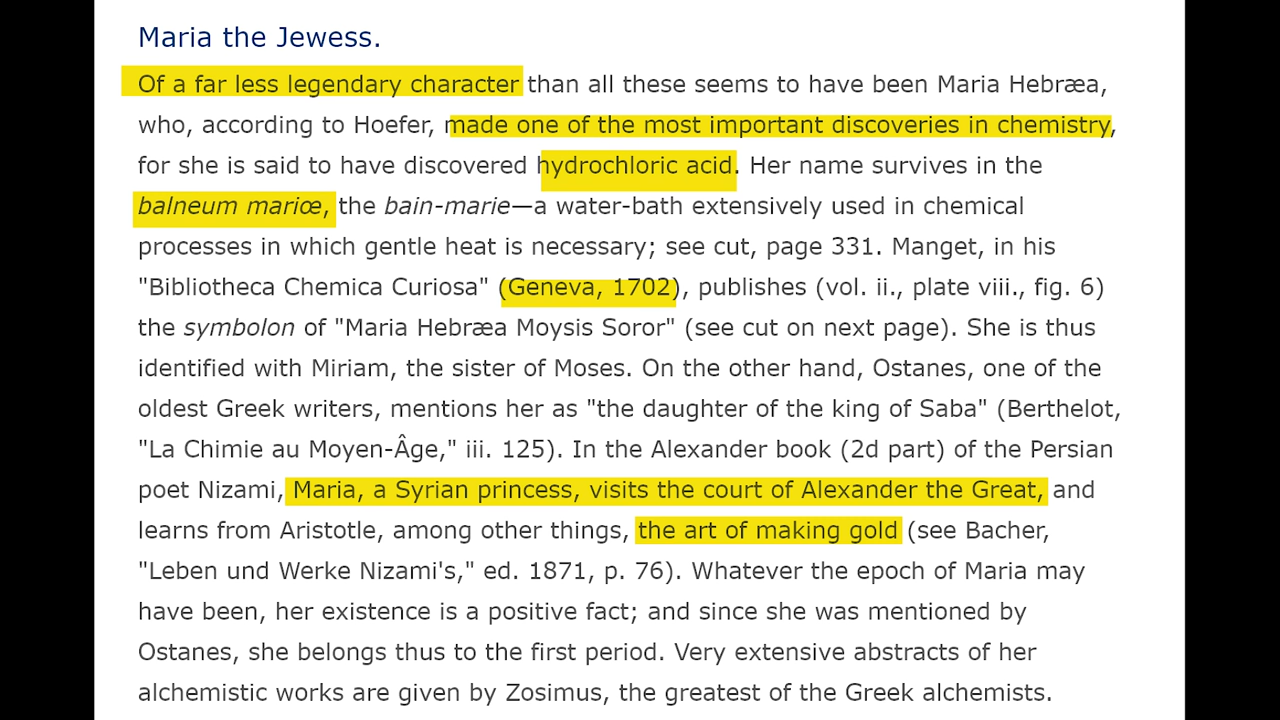 Maria the Jewess.
Of a far less legendary character than all these seems to have been Maria Hebræa,
who, according to Hoefer, made one of the most important discoveries in chemistry,
for she is said to have discovered hydrochloric acid. Her name survives in the
balneum mariœ, the bain-marie—a water-bath extensively used in chemical
processes in which gentle heat is necessary; see cut, page 331. Manget, in his
"Bibliotheca Chemica Curiosa" (Geneva, 1702), publishes (vol. ii., plate viii., fig. 6)
the symbolon of "Maria Hebræa Moysis Soror" (see cut on next page). She is thus
identified with Miriam, the sister of Moses. On the other hand, Ostanes, one of the
oldest Greek writers, mentions her as "the daughter of the king of Saba" (Berthelot,
"La Chimie au Moyen-Âge," iii. 125). In the Alexander book (2d part) of the Persian
poet Nizami, Maria, a Syrian princess, visits the court of Alexander the Great, and
learns from Aristotle, among other things, the art of making gold (see Bacher,
"Leben und Werke Nizami's," ed. 1871, p. 76). Whatever the epoch of Maria may
have been, her existence is a positive fact; and since she was mentioned by
Ostanes, she belongs thus to the first period. Very extensive abstracts of her
alchemistic works are given by Zosimus, the greatest of the Greek alchemists.